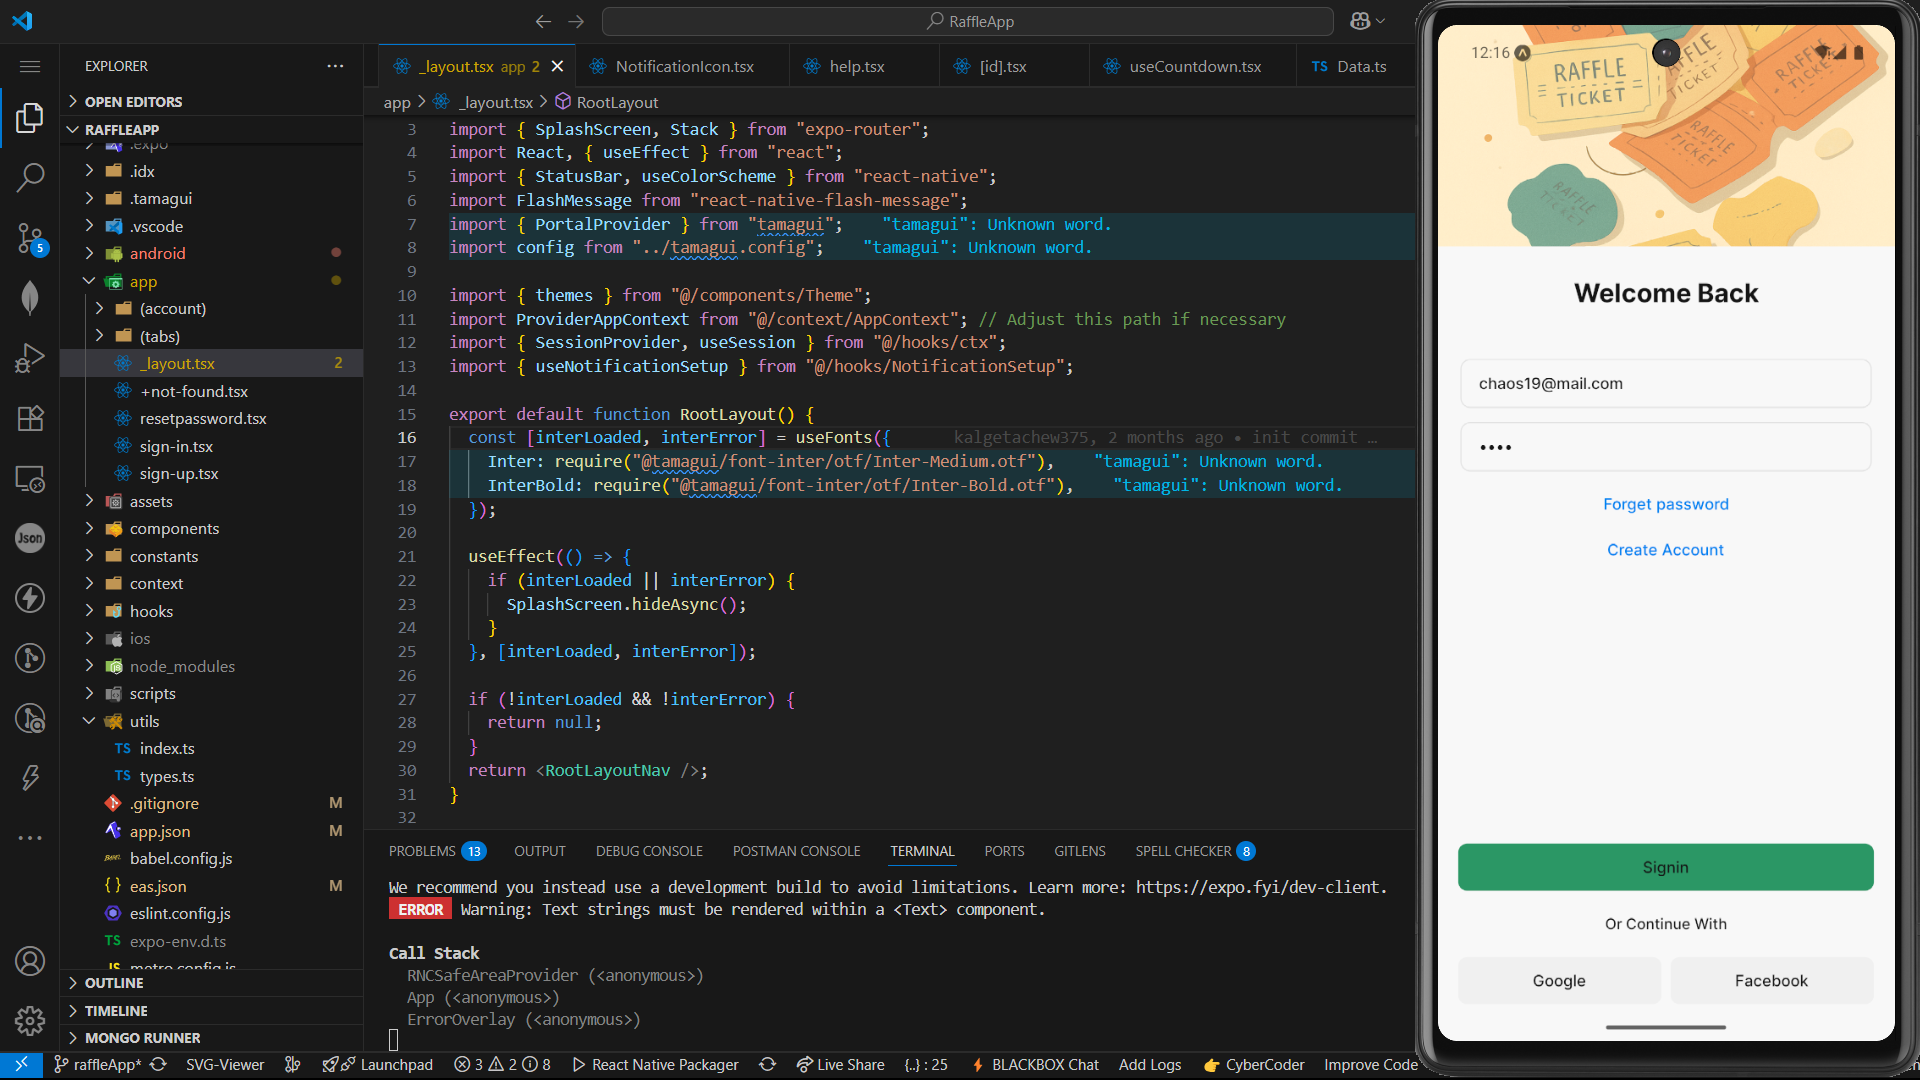 RaffleApp
EXPLORER
OPEN EDITORS
RAFFLEAPP
.expo
.idx
.tamagui
.vscode
android
app
(account)
(tabs)
_layout.tsx 2
+not-found.tsx
resetpassword.tsx
sign-in.tsx
sign-up.tsx
assets
components
constants
context
hooks
ios
node_modules
scripts
utils
TS index.ts
TS types.ts
.gitignore M
app.json M
babel.config.js
eas.json M
eslint.config.js
TS expo-env.d.ts
JS metro.config.js
OUTLINE
TIMELINE
MONGO RUNNER
5
Json
_layout.tsx app 2
NotificationIcon.tsx
help.tsx
[id].tsx
useCountdown.tsx
TS Data.ts
app > _layout.tsx > RootLayout
3 import { SplashScreen, Stack } from "expo-router";
4 import React, { useEffect } from "react";
5 import { StatusBar, useColorScheme } from "react-native";
6 import FlashMessage from "react-native-flash-message";
7 import { PortalProvider } from "tamagui"; "tamagui": Unknown word.
8 import config from "../tamagui.config"; "tamagui": Unknown word.
9
10 import { themes } from "@/components/Theme";
11 import ProviderAppContext from "@/context/AppContext"; // Adjust this path if necessary
12 import { SessionProvider, useSession } from "@/hooks/ctx";
13 import { useNotificationSetup } from "@/hooks/NotificationSetup";
14
15 export default function RootLayout() {
16 const [interLoaded, interError] = useFonts({ kalgetachew375, 2 months ago • init commit …
17 Inter: require("@tamagui/font-inter/otf/Inter-Medium.otf"), "tamagui": Unknown word.
18 InterBold: require("@tamagui/font-inter/otf/Inter-Bold.otf"), "tamagui": Unknown word.
19 });
20
21 useEffect(() => {
22 if (interLoaded || interError) {
23 SplashScreen.hideAsync();
24 }
25 }, [interLoaded, interError]);
26
27 if (!interLoaded && !interError) {
28 return null;
29 }
30 return <RootLayoutNav />;
31 }
32
PROBLEMS 13 OUTPUT DEBUG CONSOLE POSTMAN CONSOLE TERMINAL PORTS GITLENS SPELL CHECKER 8
We recommend you instead use a development build to avoid limitations. Learn more: https://expo.fyi/dev-client.
ERROR Warning: Text strings must be rendered within a <Text> component.
Call Stack
RNCSafeAreaProvider (<anonymous>)
App (<anonymous>)
ErrorOverlay (<anonymous>)
raffleApp* SVG-Viewer Launchpad 3 2 8 React Native Packager Live Share {..} : 25 BLACKBOX Chat Add Logs CyberCoder Improve Code
12:16
RAFFLE
TICKET
RAFFLE
TICKET
RAFFLE
TICKET
RAFFLE
TICKET
RAFFLE
TICKET
Welcome Back
chaos19@mail.com
••••
Forget password
Create Account
Signin
Or Continue With
Google
Facebook